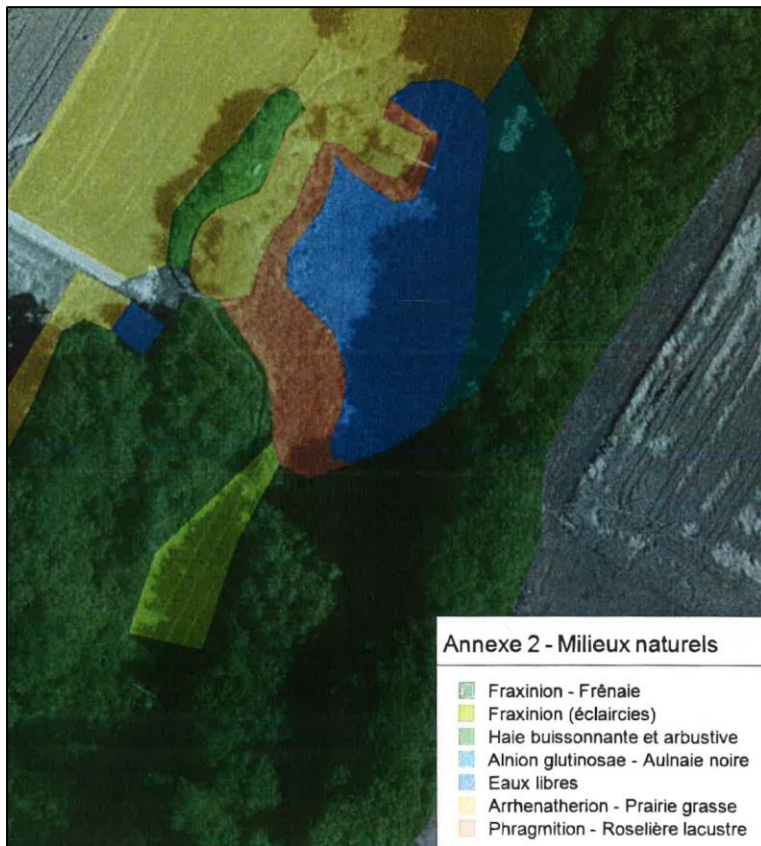 Annexe 2 - Milieux naturels
Fraxinion - Frênaie
Fraxinion (éclaircies)
Haie buissonnante et arbustive
Alnion glutinosae - Aulnaie noire
Eaux libres
Arrhenatherion - Prairie grasse
Phragmition - Roselière lacustre